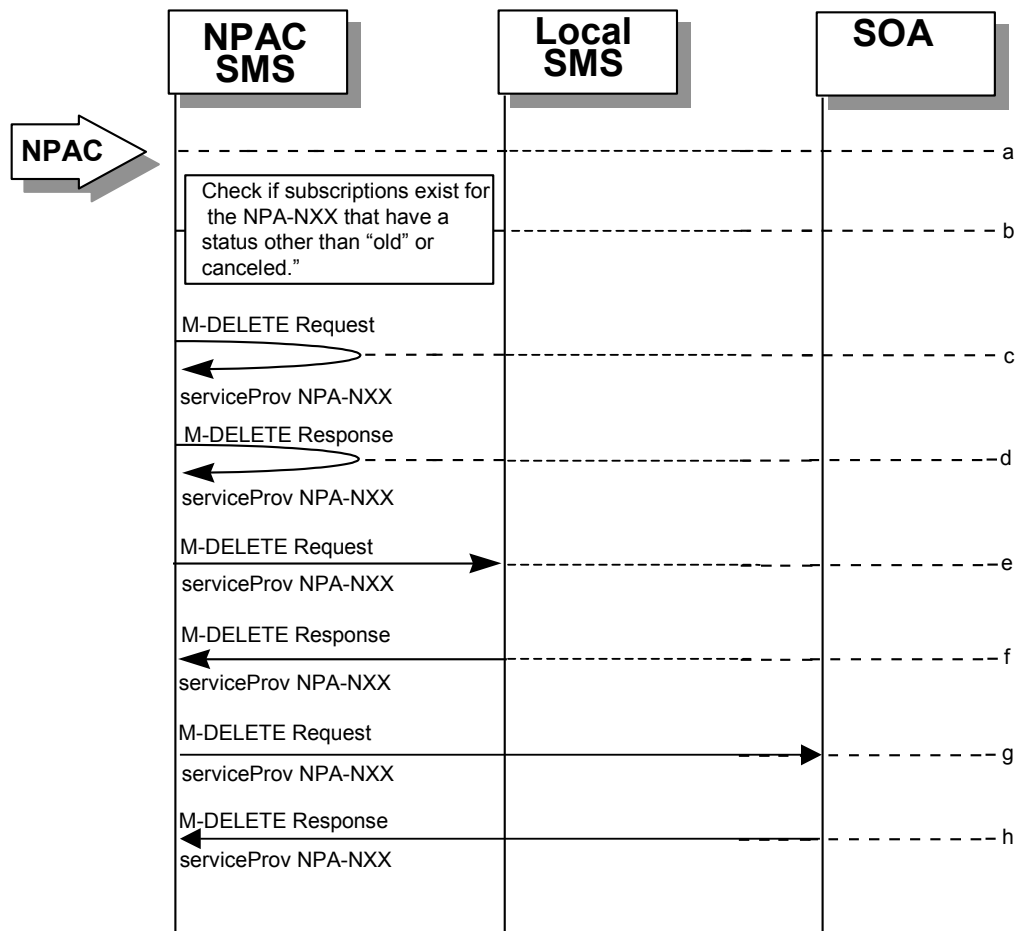 NPAC
SMS
Local
SMS
SOA
NPAC
a
Check if subscriptions exist for
the NPA-NXX that have a
status other than “old” or
canceled.”
b
M-DELETE Request
c
serviceProv NPA-NXX
M-DELETE Response
d
serviceProv NPA-NXX
M-DELETE Request
e
serviceProv NPA-NXX
M-DELETE Response
f
serviceProv NPA-NXX
M-DELETE Request
g
serviceProv NPA-NXX
M-DELETE Response
h
serviceProv NPA-NXX